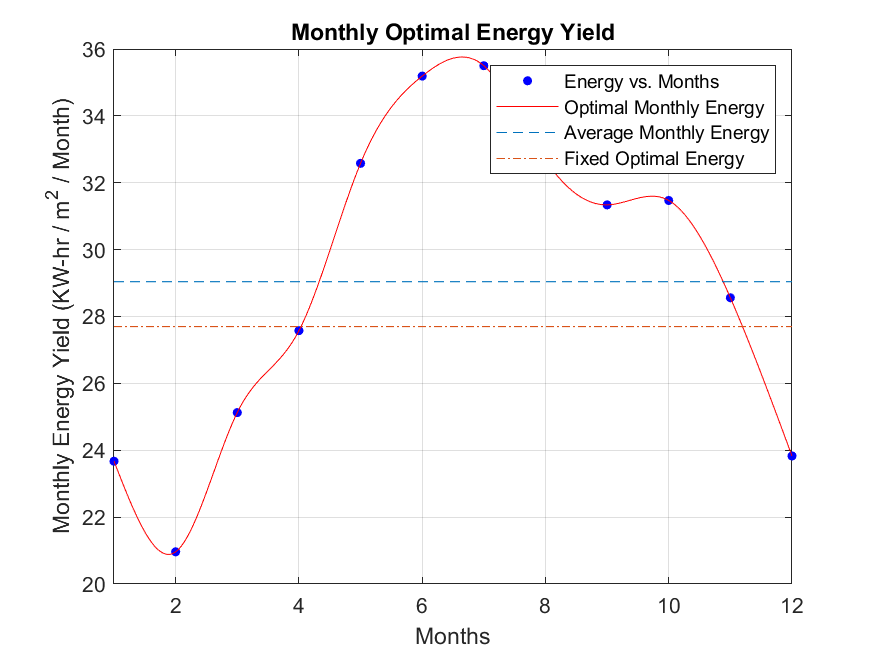 Monthly Optimal Energy Yield
Monthly Energy Yield (KW-hr / m² / Month)
36
34
32
30
28
26
24
22
20
Energy vs. Months
Optimal Monthly Energy
Average Monthly Energy
Fixed Optimal Energy
2 4 6 8 10 12
Months